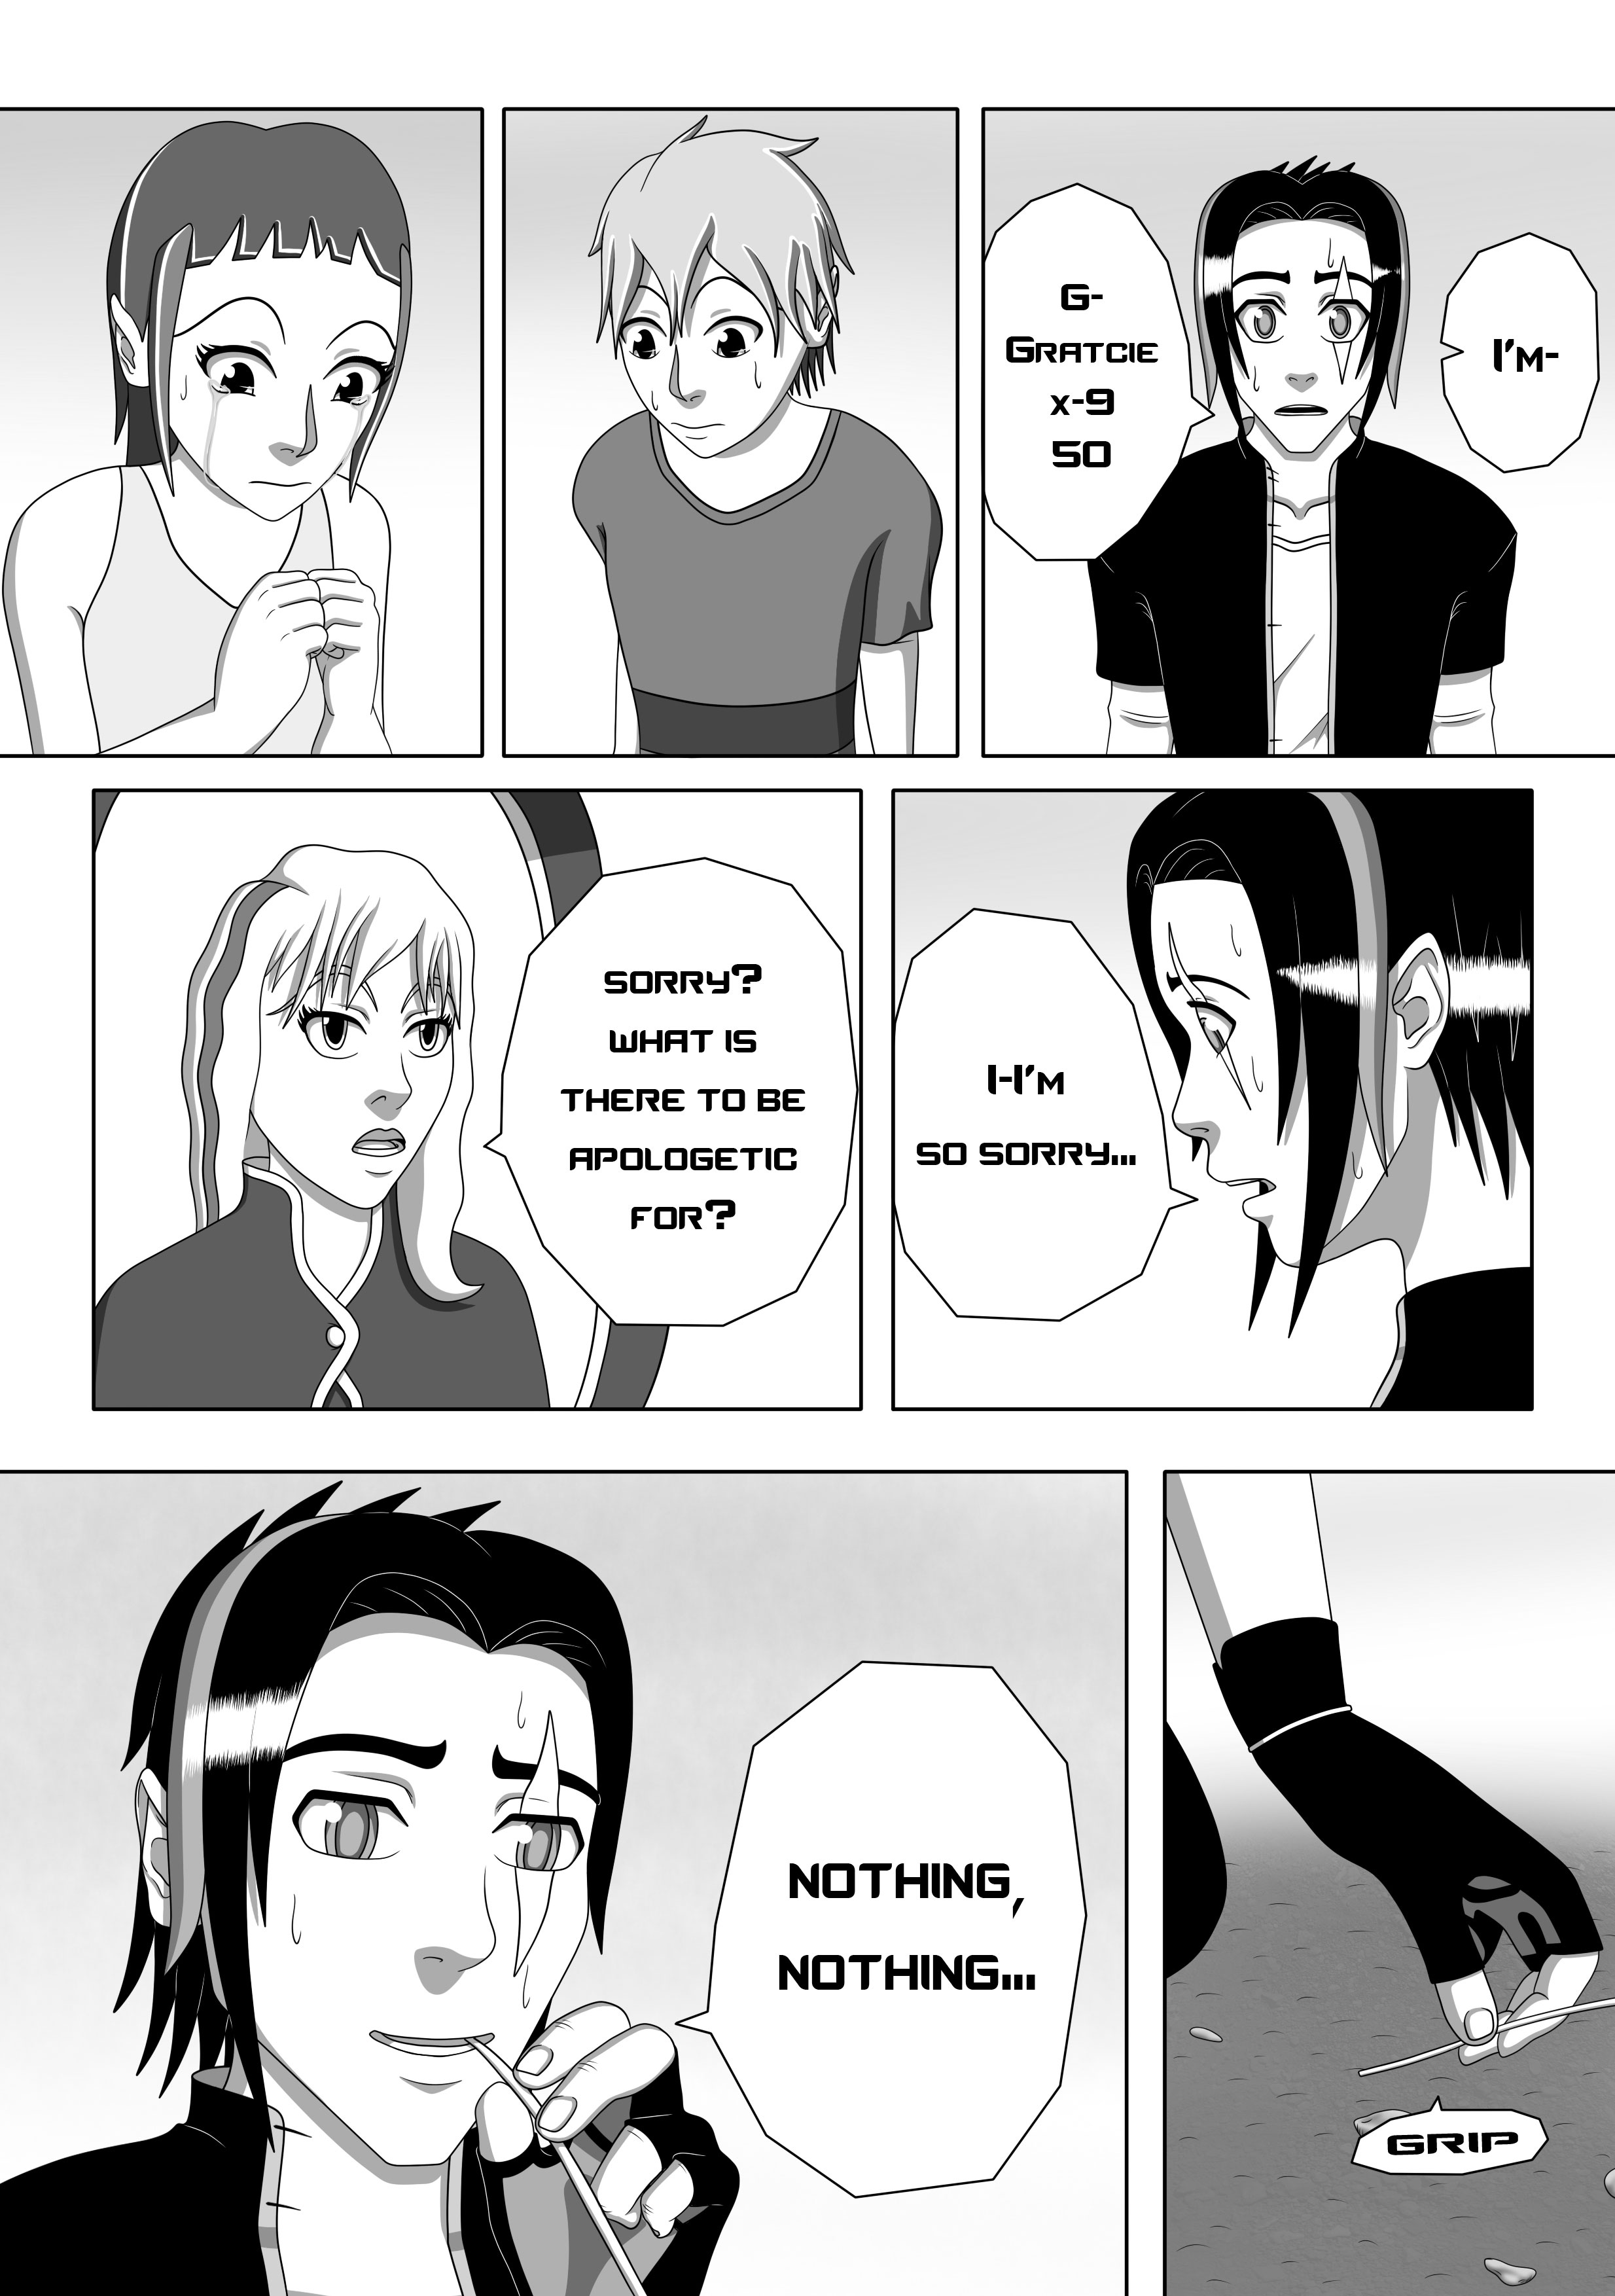 I'm-
G-
Gratcie
x-9
50
I-I'm
so sorry...
sorry?
what is
there to be
apologetic
for?
GRIP
NOTHING,
NOTHING...